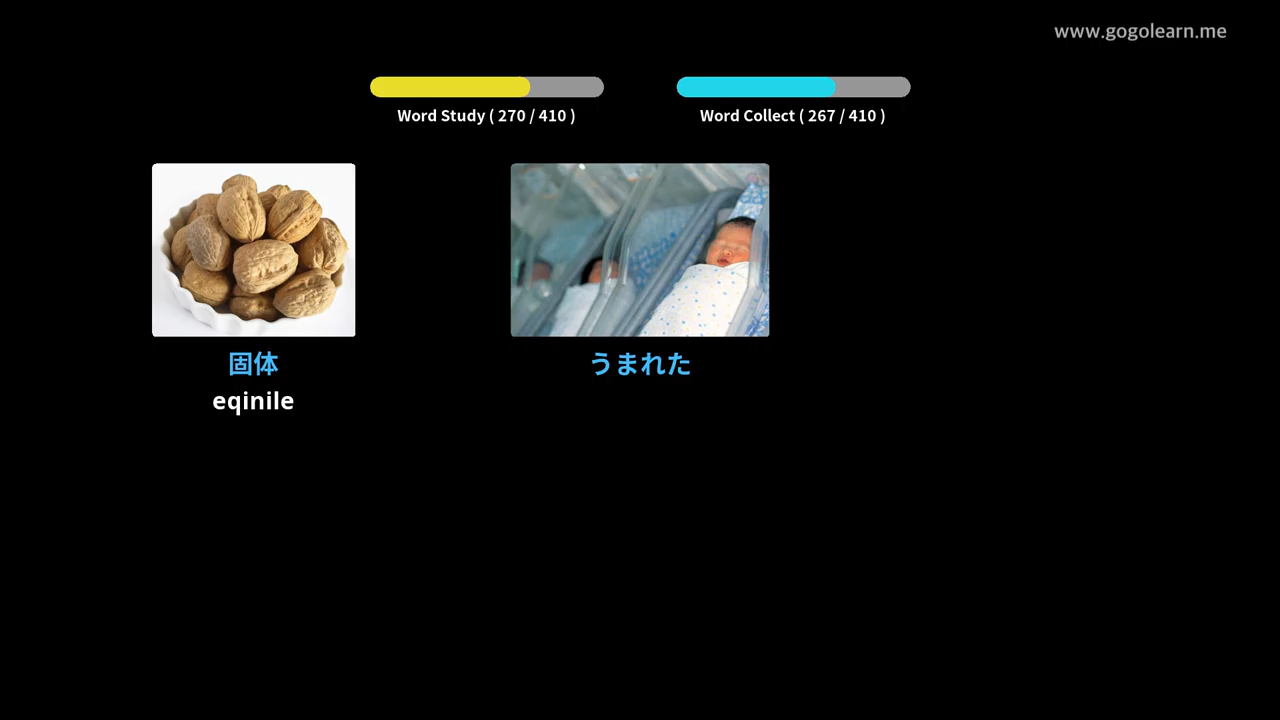 www.gogolearn.me
Word Study ( 270 / 410 )
Word Collect ( 267 / 410 )
固体
eqinile
うまれた